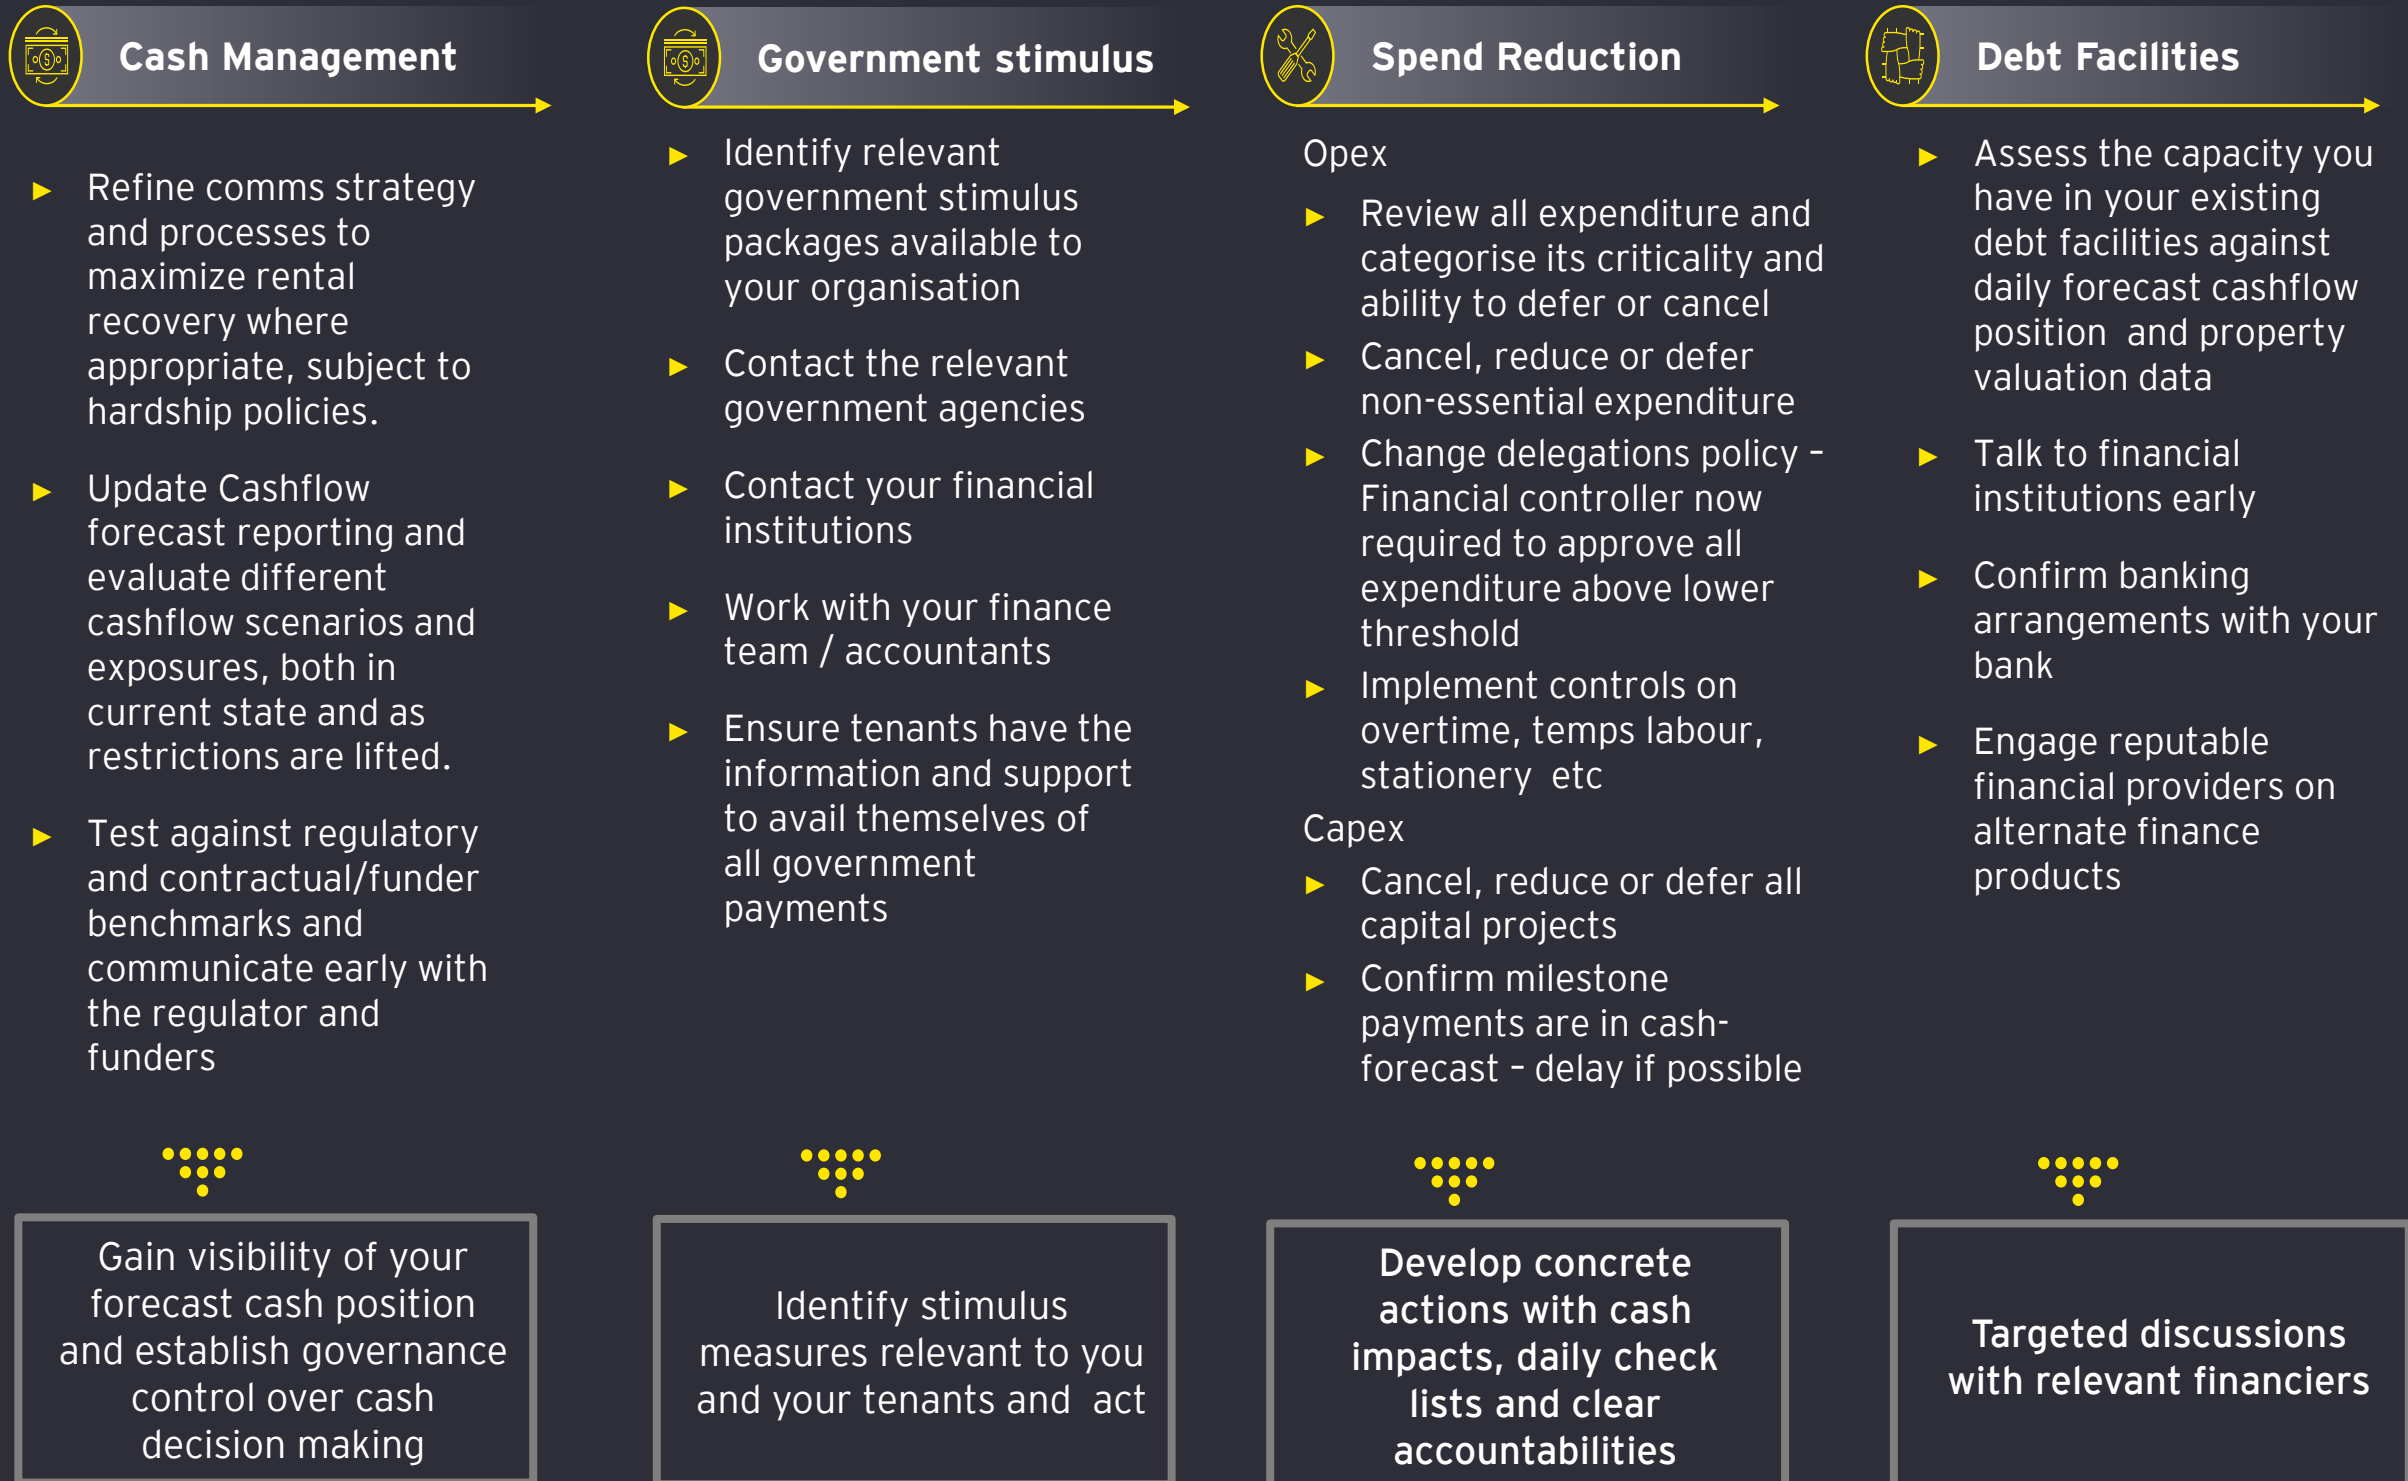 Cash Management
Refine comms strategy
and processes to
maximize rental
recovery where
appropriate, subject to
hardship policies.
Update Cashflow
forecast reporting and
evaluate different
cashflow scenarios and
exposures, both in
current state and as
restrictions are lifted.
Test against regulatory
and contractual/funder
benchmarks and
communicate early with
the regulator and
funders
Gain visibility of your
forecast cash position
and establish governance
control over cash
decision making
Government stimulus
Identify relevant
government stimulus
packages available to
your organisation
Contact the relevant
government agencies
Contact your financial
institutions
Work with your finance
team / accountants
Ensure tenants have the
information and support
to avail themselves of
all government
payments
Identify stimulus
measures relevant to you
and your tenants and  act
Spend Reduction
Opex
Review all expenditure and
categorise its criticality and
ability to defer or cancel
Cancel, reduce or defer
non-essential expenditure
Change delegations policy –
Financial controller now
required to approve all
expenditure above lower
threshold
Implement controls on
overtime, temps labour,
stationery  etc
Capex
Cancel, reduce or defer all
capital projects
Confirm milestone
payments are in cash-
forecast – delay if possible
Develop concrete
actions with cash
impacts, daily check
lists and clear
accountabilities
Debt Facilities
Assess the capacity you
have in your existing
debt facilities against
daily forecast cashflow
position  and property
valuation data
Talk to financial
institutions early
Confirm banking
arrangements with your
bank
Engage reputable
financial providers on
alternate finance
products
Targeted discussions
with relevant financiers